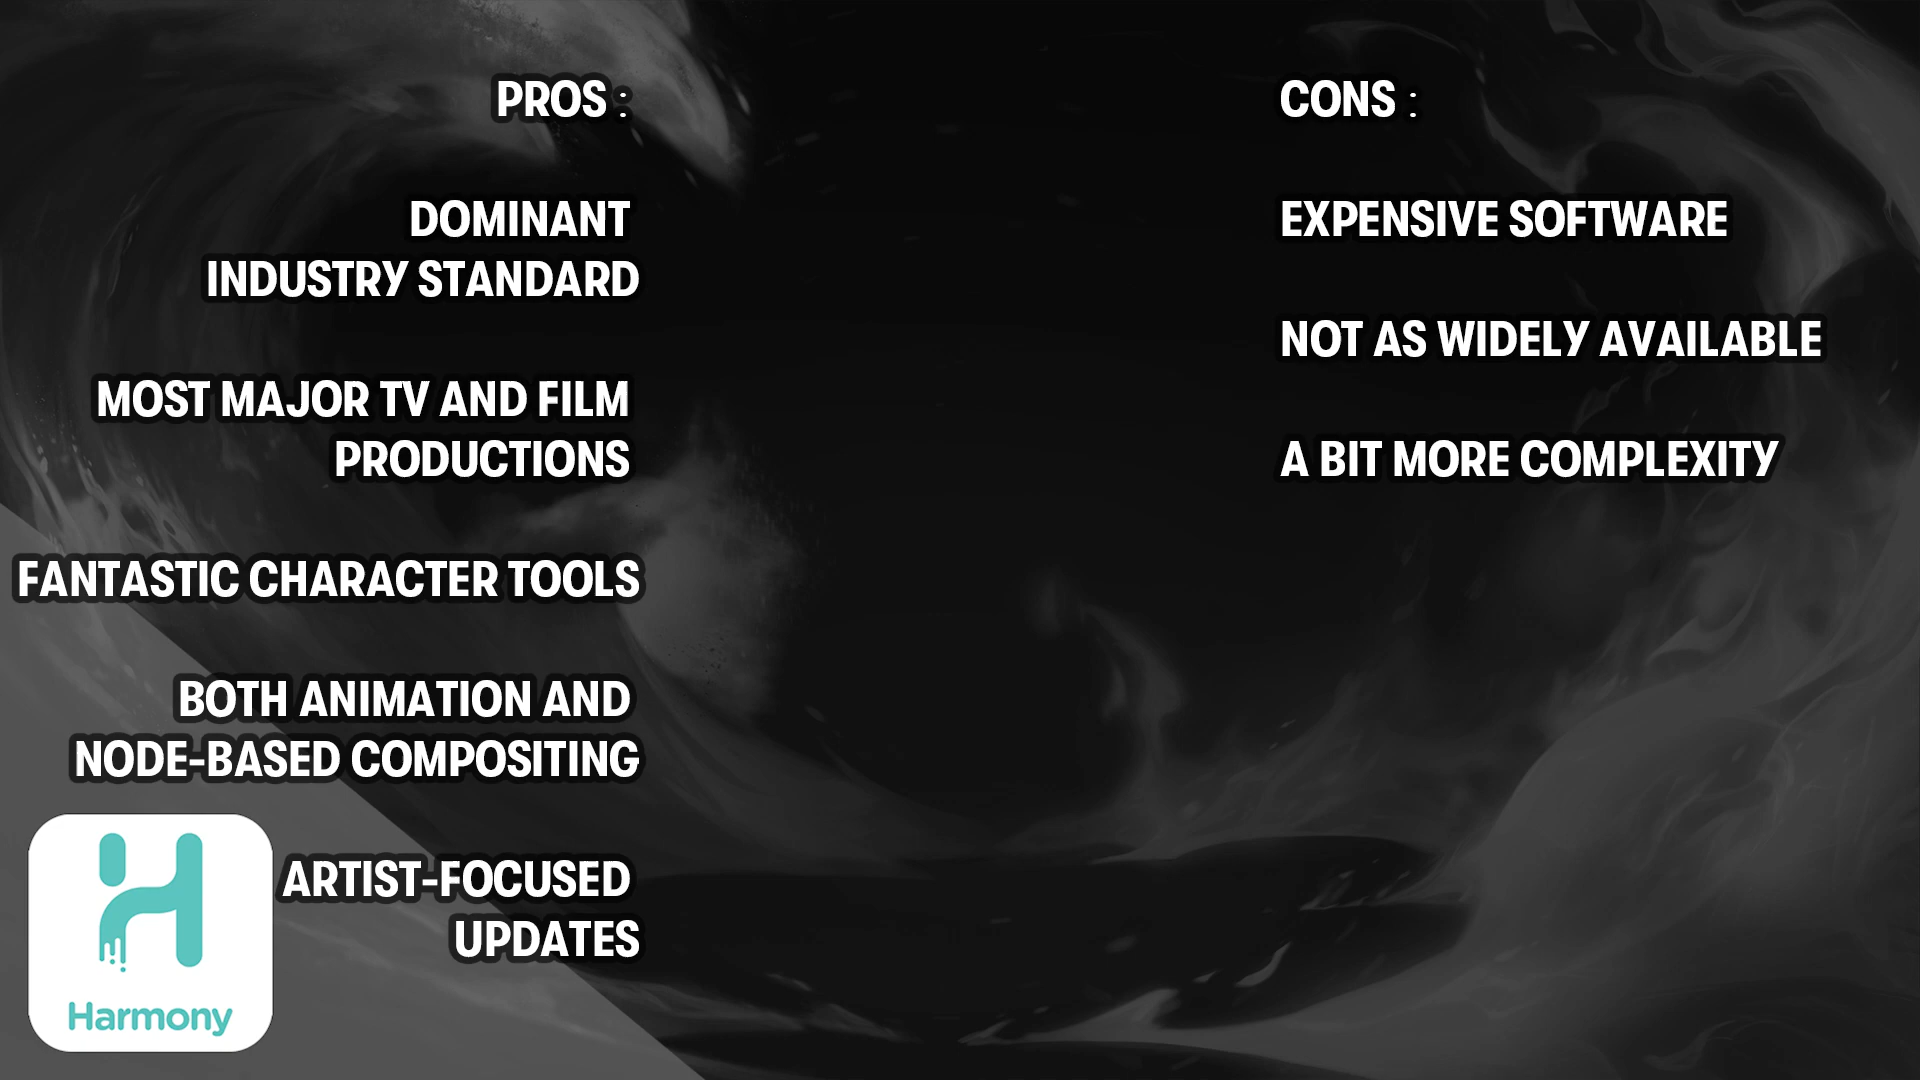 PROS :
DOMINANT
INDUSTRY STANDARD
MOST MAJOR TV AND FILM
PRODUCTIONS
FANTASTIC CHARACTER TOOLS
BOTH ANIMATION AND
NODE-BASED COMPOSITING
ARTIST-FOCUSED
UPDATES
Harmony
CONS :
EXPENSIVE SOFTWARE
NOT AS WIDELY AVAILABLE
A BIT MORE COMPLEXITY